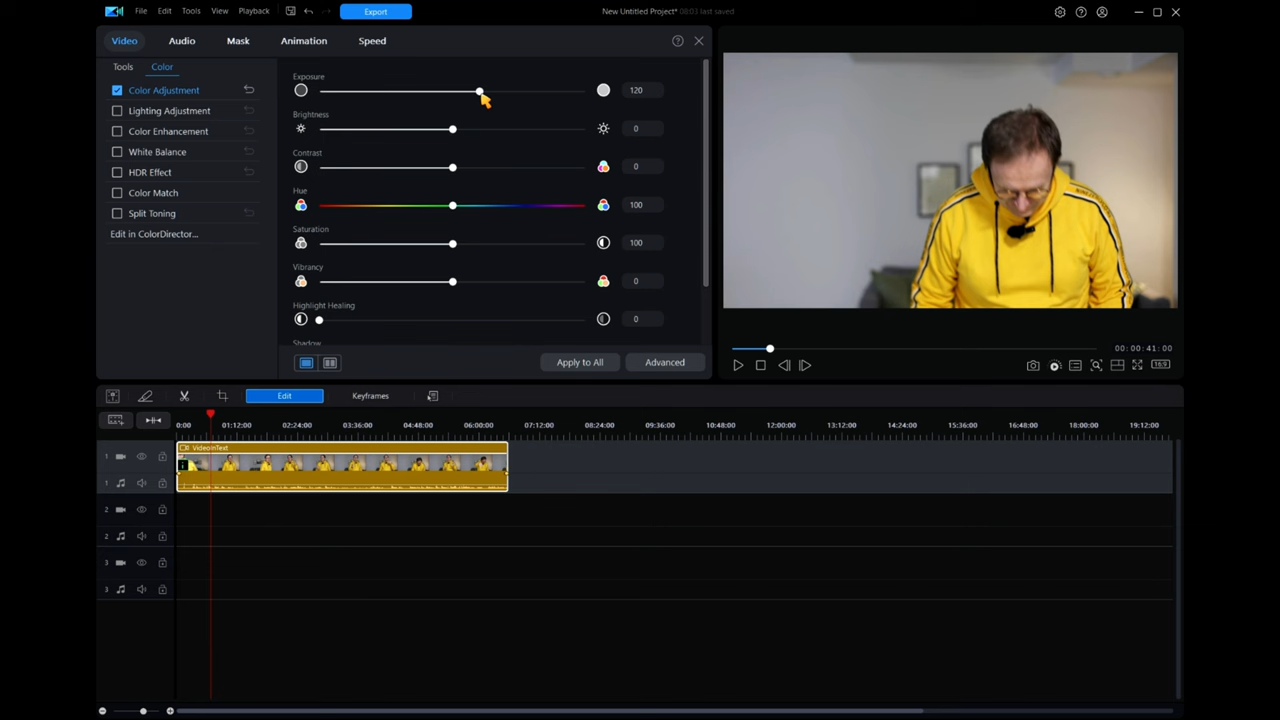 File Edit Tools View Playback Export New Untitled Project* 00:03 last saved
Video Audio Mask Animation Speed
Tools Color
Color Adjustment
Lighting Adjustment
Color Enhancement
White Balance
HDR Effect
Color Match
Split Toning
Edit in ColorDirector...
Exposure
120
Brightness
0
Contrast
0
Hue
100
Saturation
100
Vibrancy
0
Highlight Healing
0
Shadow
Apply to All Advanced
00:00:41:00
16:9
Edit Keyframes
0:00 01:12:00 02:24:00 03:36:00 04:48:00 06:00:00 07:12:00 08:24:00 09:36:00 10:48:00 12:00:00 13:12:00 14:24:00 15:36:00 16:48:00 18:00:00 19:12:00
VideoinText
1
1
2
2
3
3